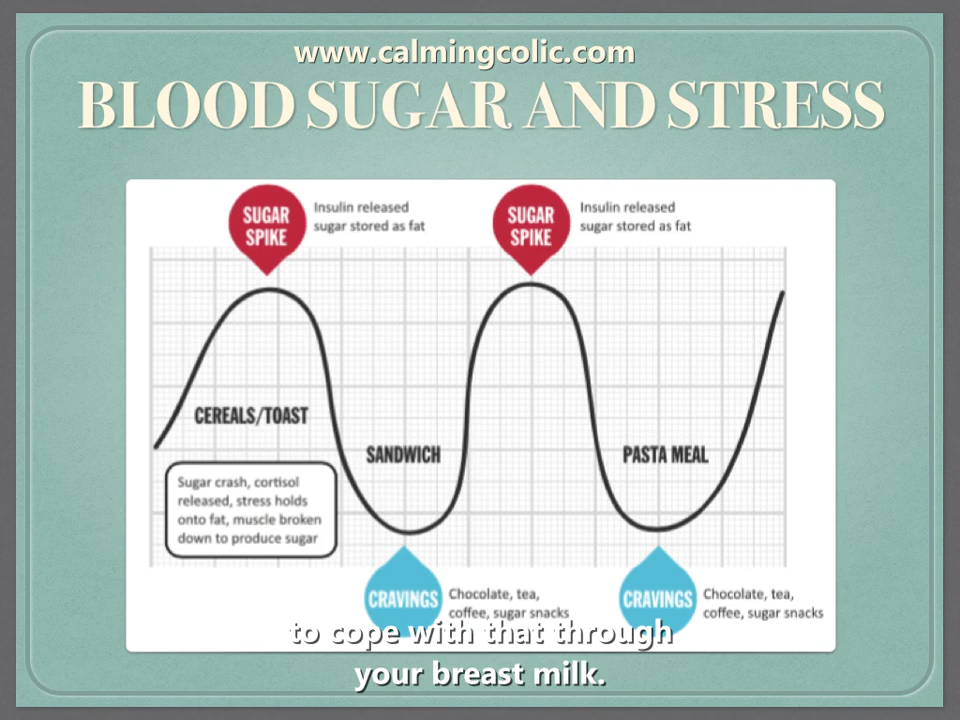 www.calmingcolic.com
BLOOD SUGAR AND STRESS
SUGAR
SPIKE
Insulin released
sugar stored as fat
SUGAR
SPIKE
Insulin released
sugar stored as fat
CEREALS/TOAST
SANDWICH
PASTA MEAL
Sugar crash, cortisol
released, stress holds
onto fat, muscle broken
down to produce sugar
CRAVINGS
Chocolate, tea,
coffee, sugar snacks
CRAVINGS
Chocolate, tea,
coffee, sugar snacks
to cope with that through
your breast milk.